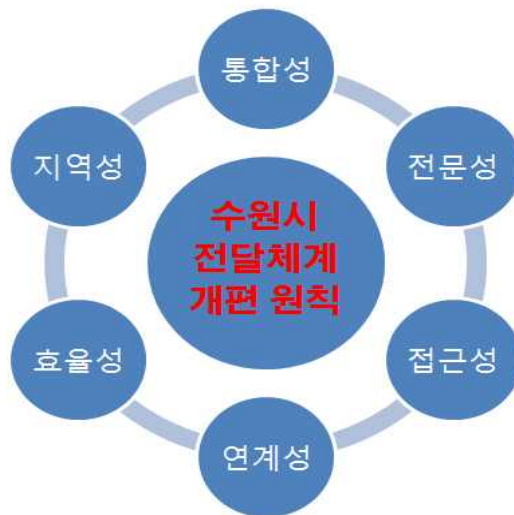 통합성
전문성
접근성
연계성
효율성
지역성
수원시
전달체계
개편 원칙